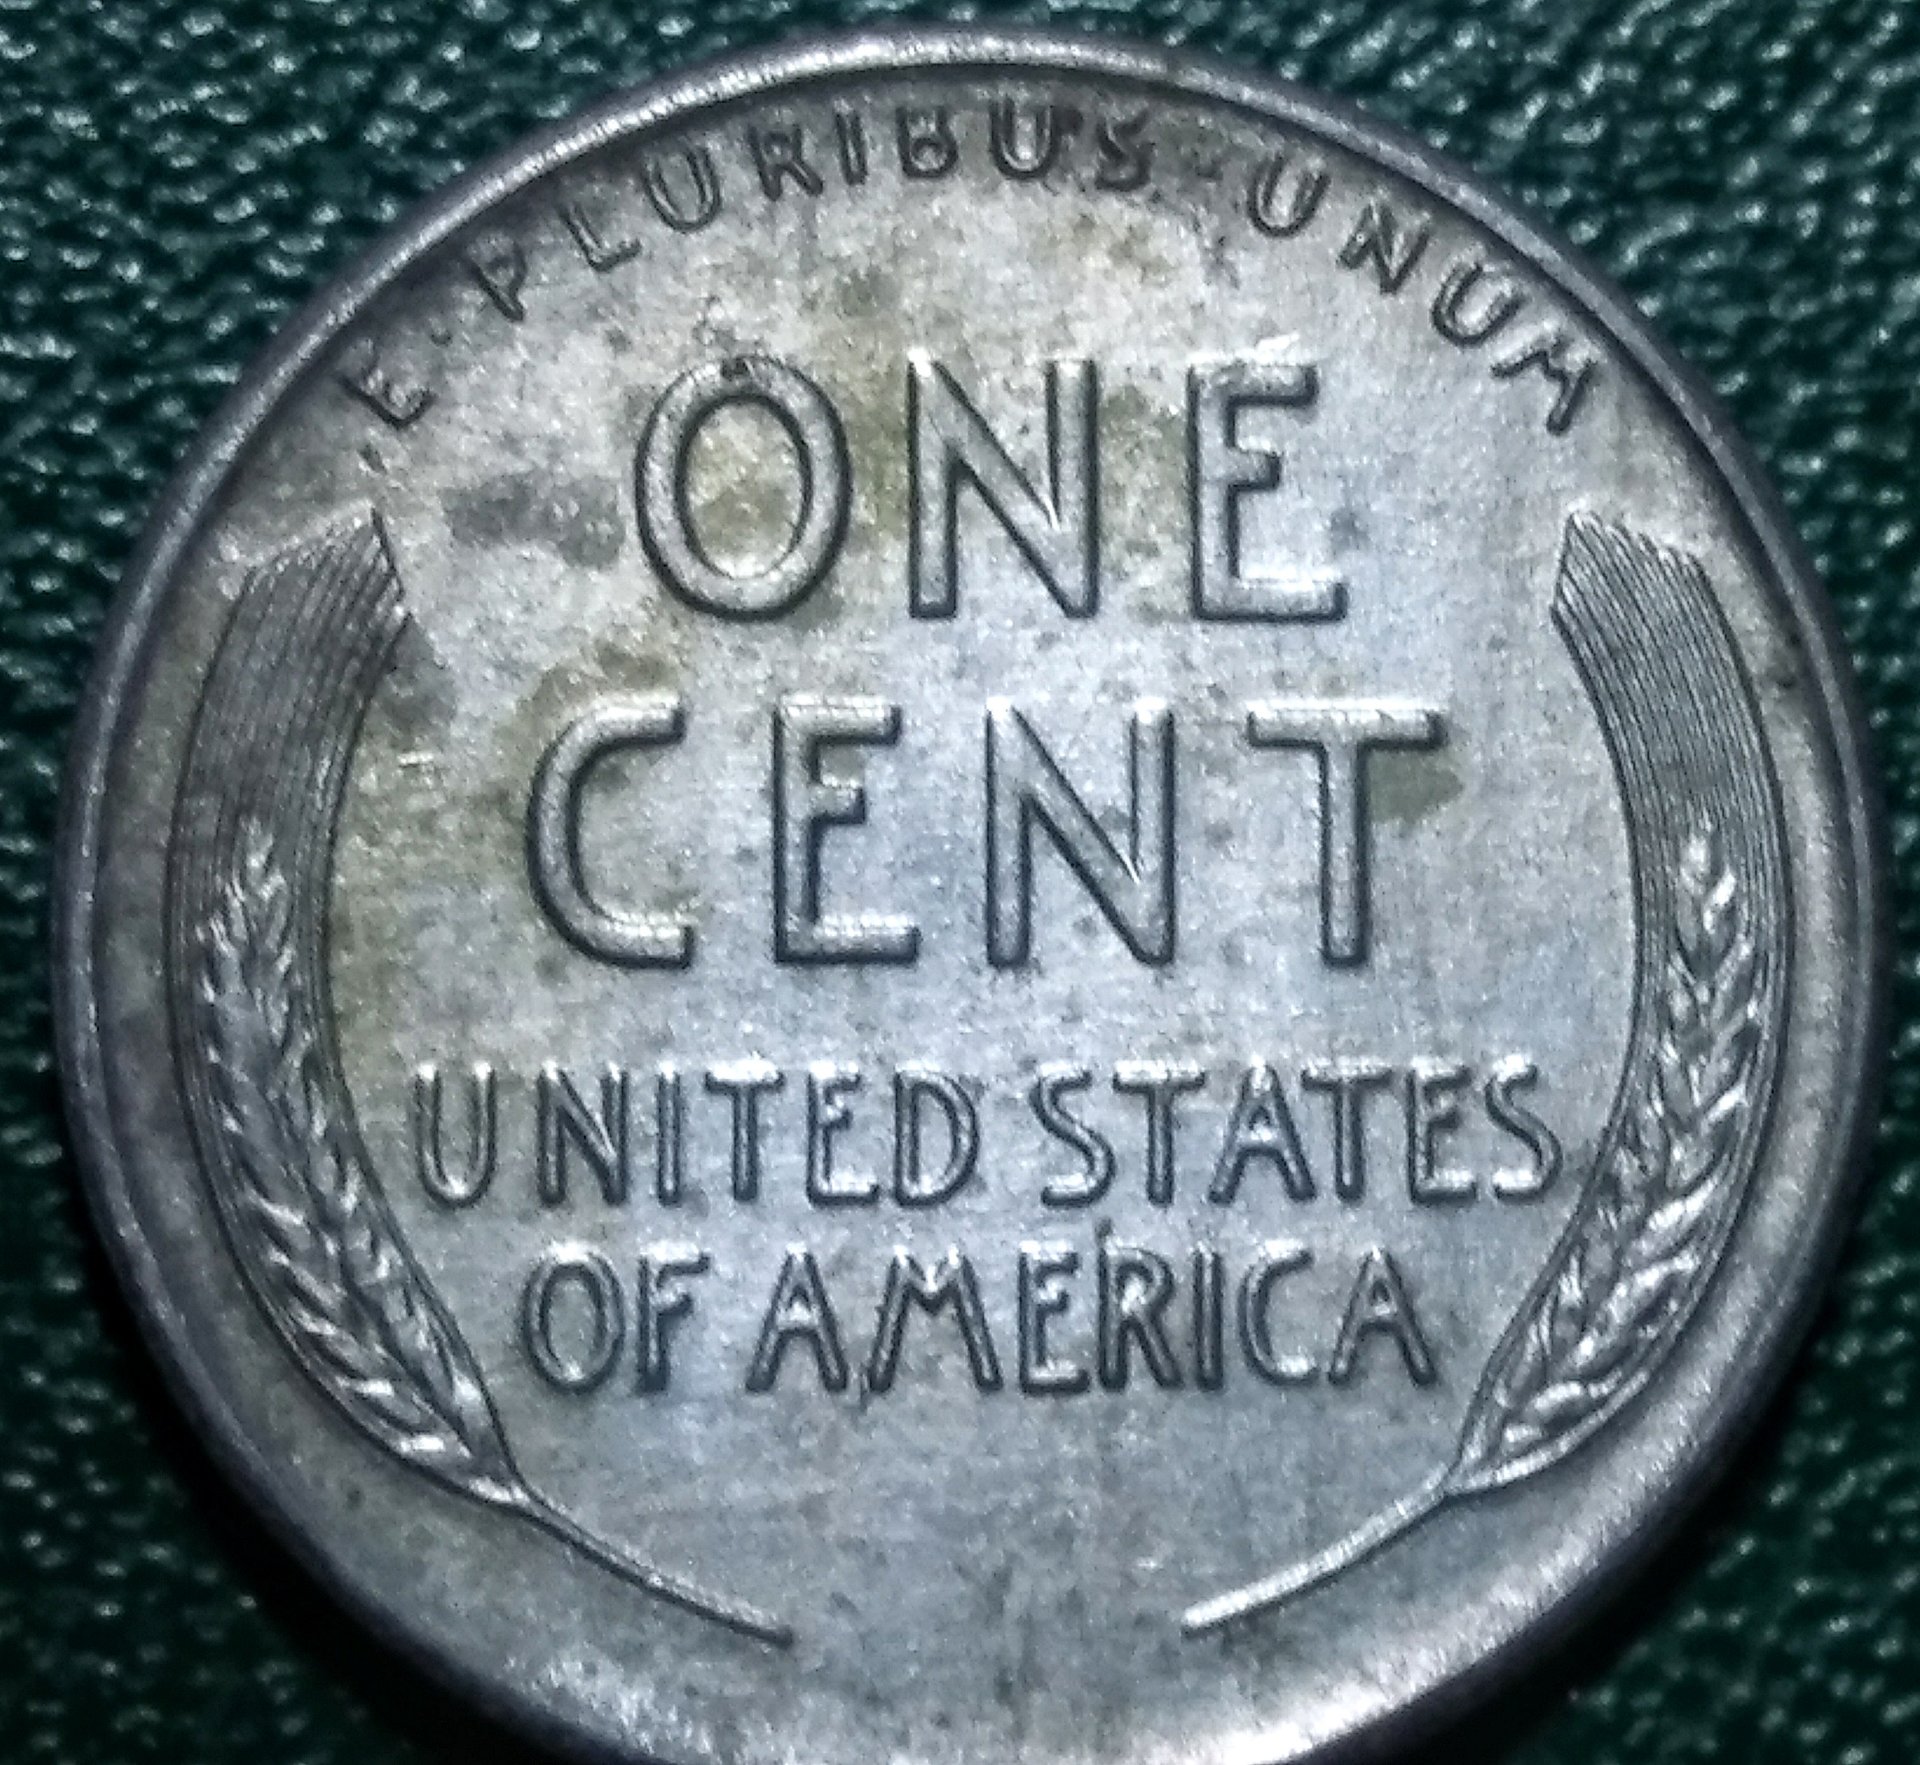 E·PLURIBUS·UNUM
ONE
CENT
UNITED STATES
OF AMERICA